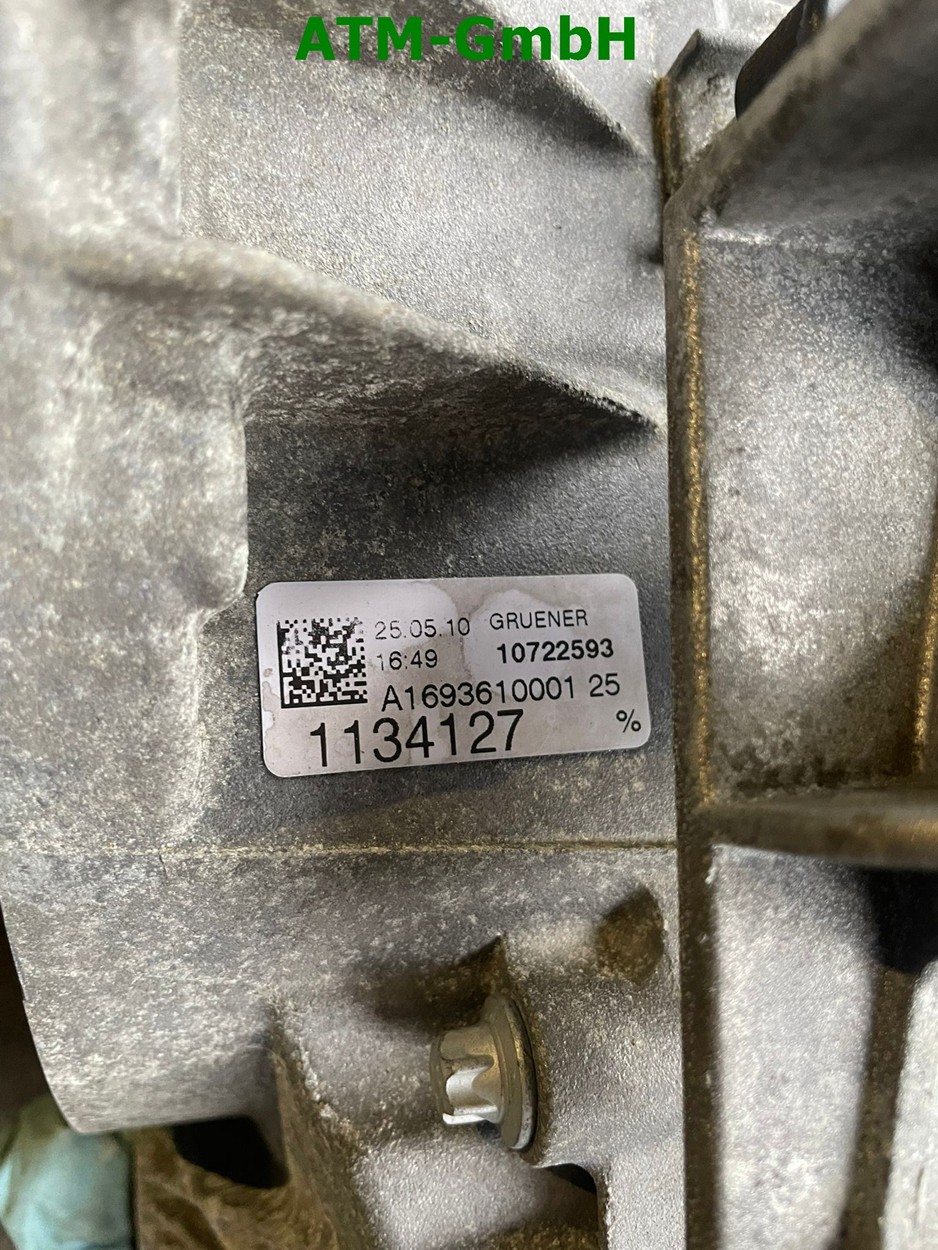 ATM-GmbH
25.05.10 GRUENER
16:49 10722593
A1693610001 25
1134127 %